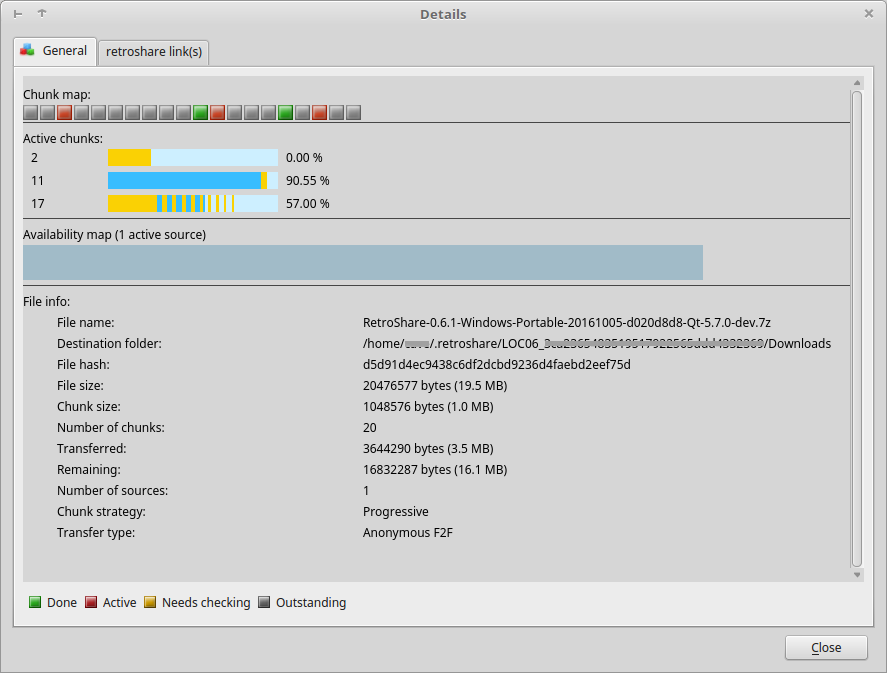 Details
General
retroshare link(s)
Chunk map:
Active chunks:
2 0.00 %
11 90.55 %
17 57.00 %
Availability map (1 active source)
File info:
File name: RetroShare-0.6.1-Windows-Portable-20161005-d020d8d8-Qt-5.7.0-dev.7z
Destination folder: /home/ /.retroshare/LOC06_ /Downloads
File hash: d5d91d4ec9438c6df2dcbd9236d4faebd2eef75d
File size: 20476577 bytes (19.5 MB)
Chunk size: 1048576 bytes (1.0 MB)
Number of chunks: 20
Transferred: 3644290 bytes (3.5 MB)
Remaining: 16832287 bytes (16.1 MB)
Number of sources: 1
Chunk strategy: Progressive
Transfer type: Anonymous F2F
Done Active Needs checking Outstanding
Close